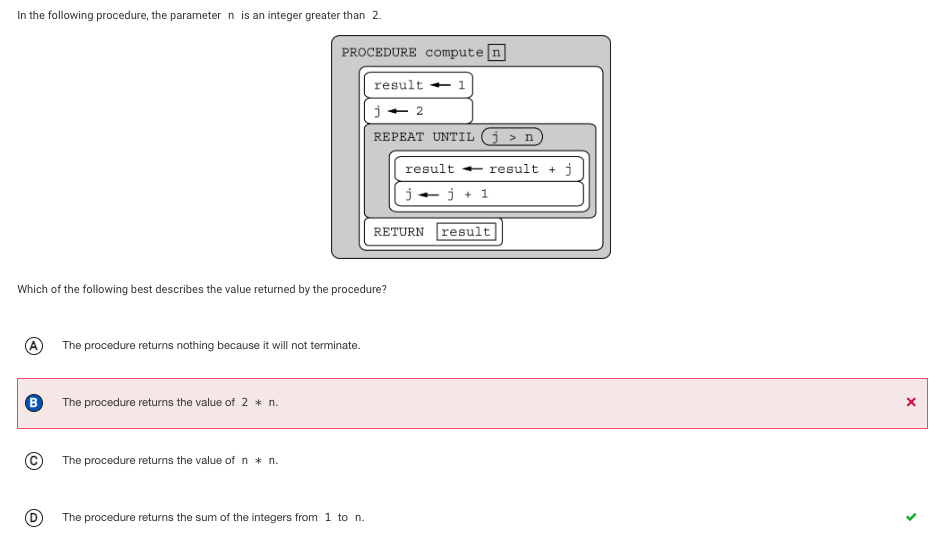 In the following procedure, the parameter n is an integer greater than 2.
PROCEDURE compute n
result ← 1
j ← 2
REPEAT UNTIL j > n
result ← result + j
j ← j + 1
RETURN result
Which of the following best describes the value returned by the procedure?
A The procedure returns nothing because it will not terminate.
B The procedure returns the value of 2 * n.
C The procedure returns the value of n * n.
D The procedure returns the sum of the integers from 1 to n.